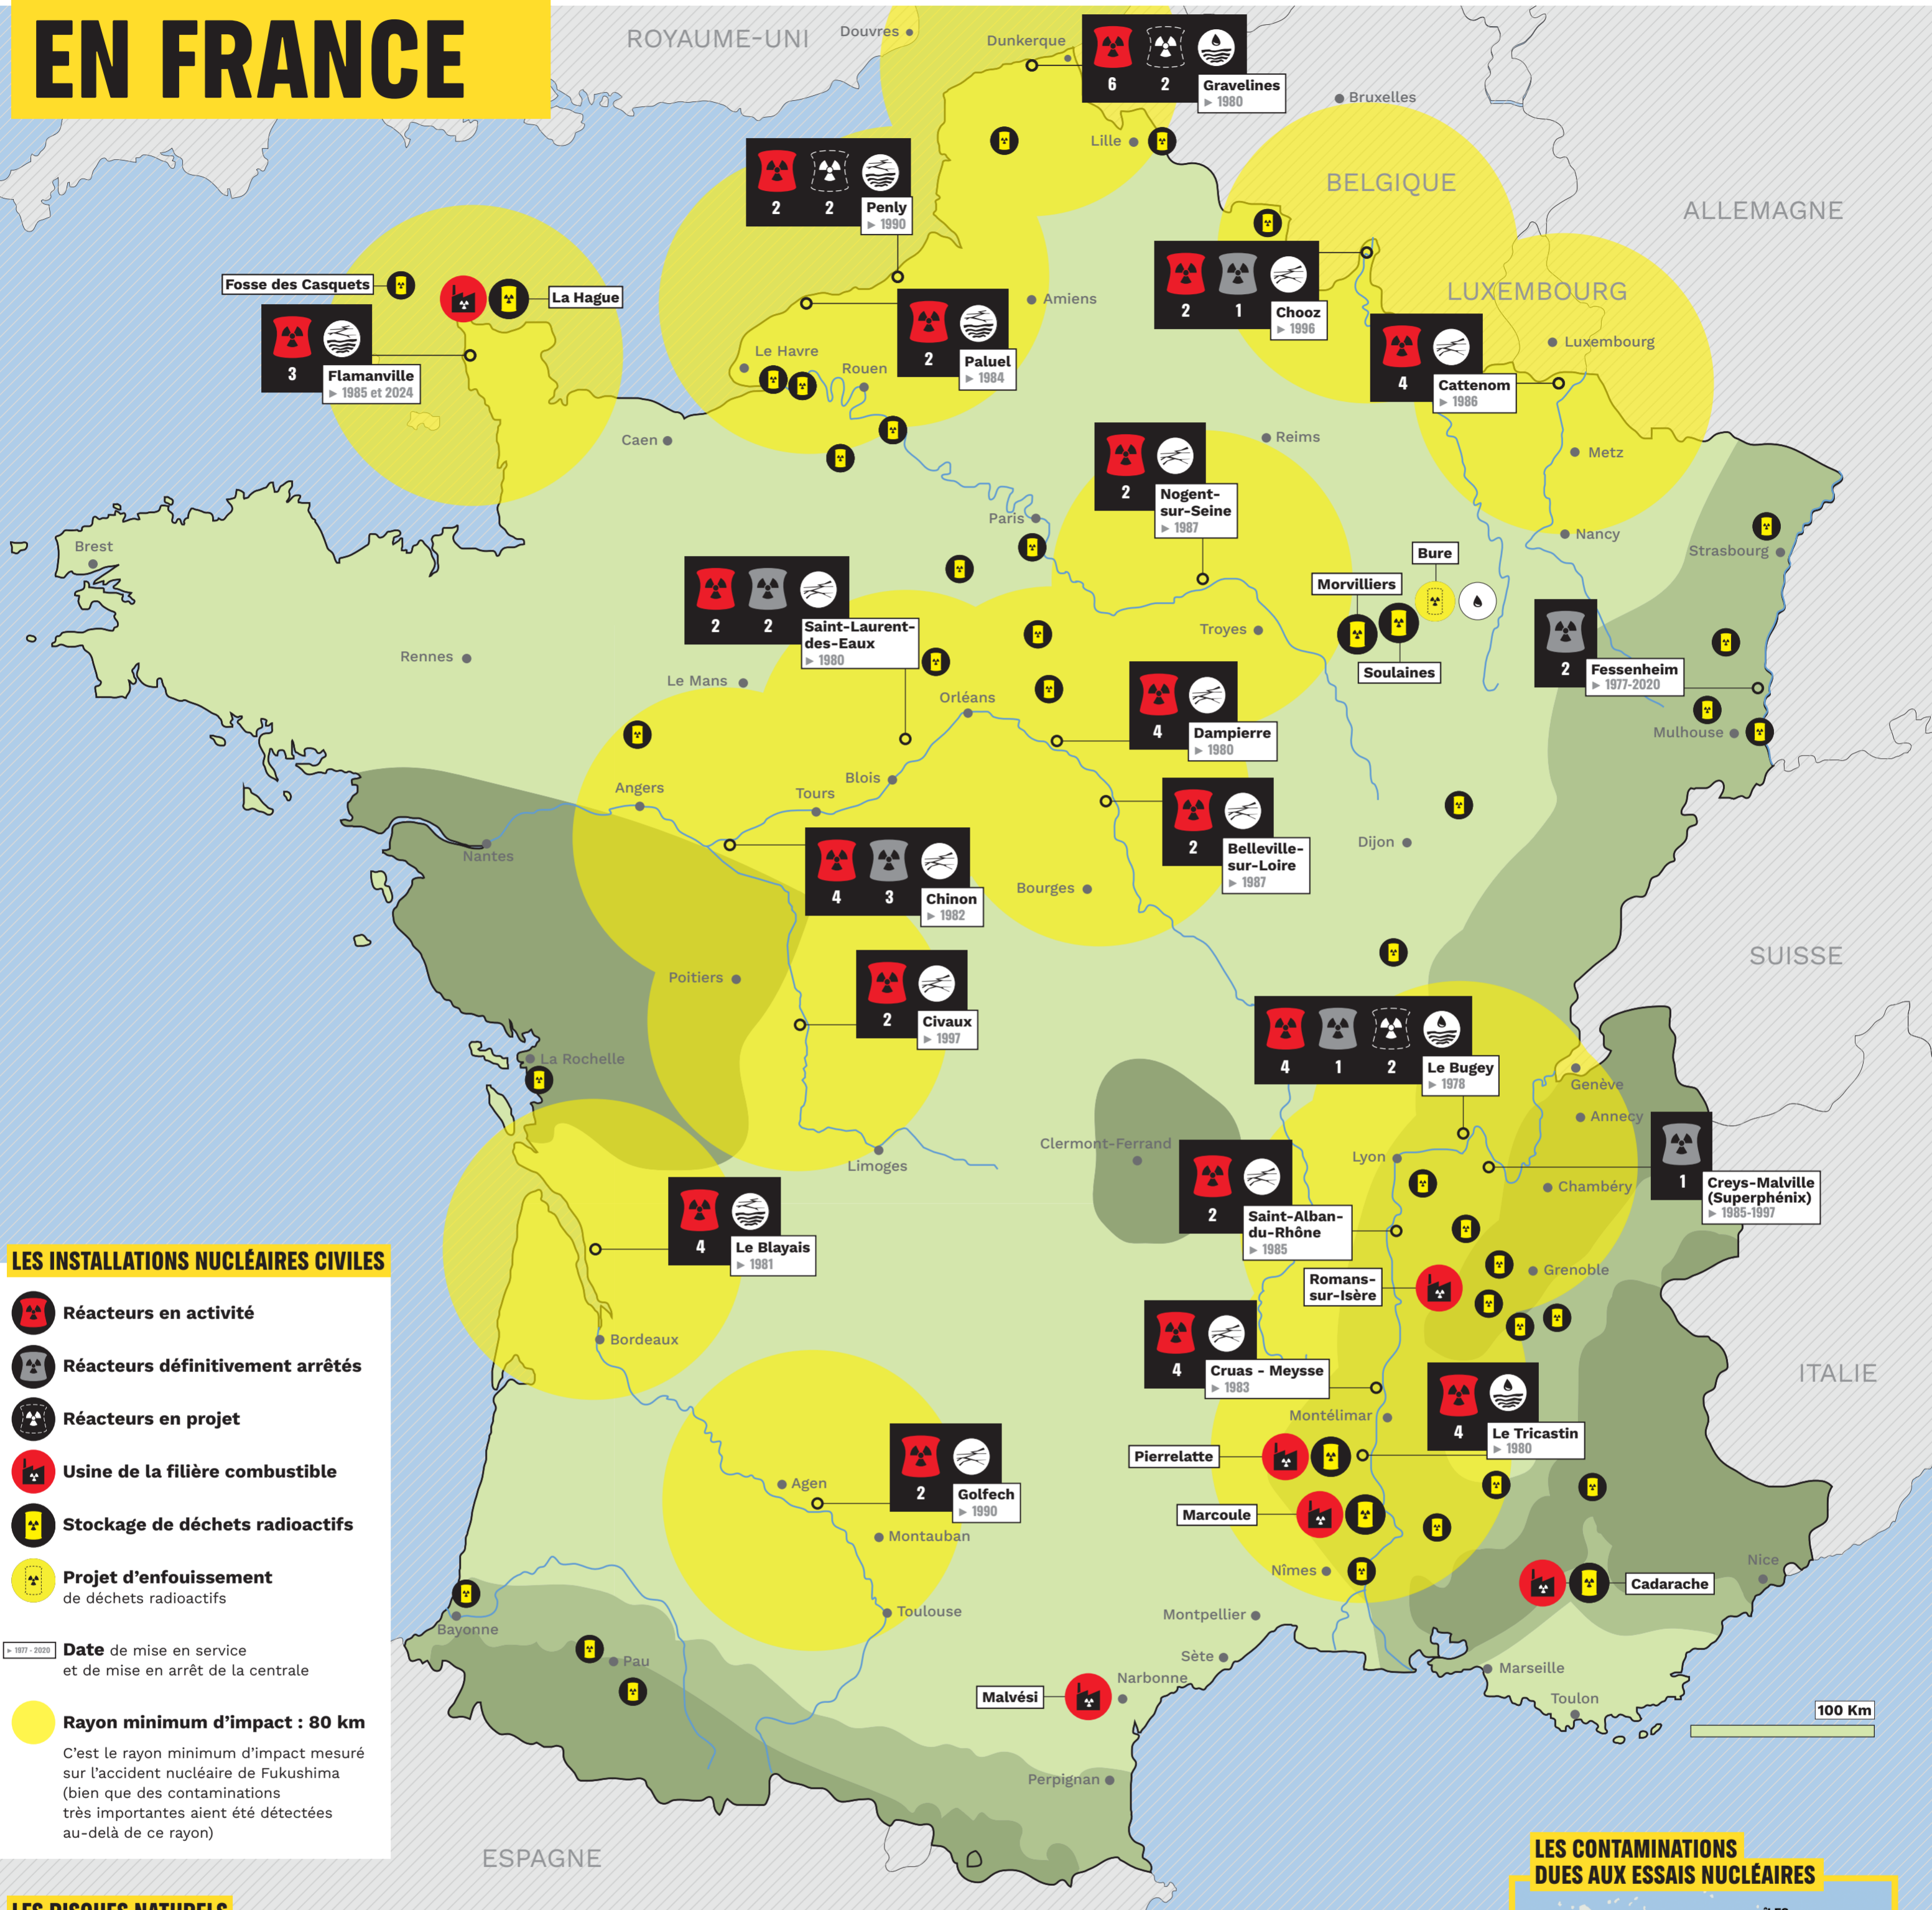 EN FRANCE
ROYAUME-UNI
Douvres
Dunkerque
6
2
Gravelines
► 1980
Bruxelles
Lille
BELGIQUE
ALLEMAGNE
2
2
Penly
► 1990
Fosse des Casquets
La Hague
3
Flamanville
► 1985 et 2024
Amiens
2
Paluel
► 1984
Le Havre
Rouen
Caen
2
1
Chooz
► 1996
LUXEMBOURG
Luxembourg
4
Cattenom
► 1986
Reims
Metz
2
Nogent-
sur-Seine
► 1987
Paris
Nancy
Strasbourg
Brest
Bure
Morvilliers
Soulaines
Troyes
2
2
Saint-Laurent-
des-Eaux
► 1980
2
Fessenheim
► 1977-2020
Rennes
Le Mans
Orléans
4
Dampierre
► 1980
Mulhouse
Blois
Angers
Tours
2
Belleville-
sur-Loire
► 1987
Dijon
Nantes
4
3
Chinon
► 1982
Bourges
SUISSE
Poitiers
2
Civaux
► 1997
4
1
2
Le Bugey
► 1978
La Rochelle
Genève
Annecy
Clermont-Ferrand
Limoges
Lyon
1
Creys-Malville
(Superphénix)
► 1985-1997
Chambéry
2
Saint-Alban-
du-Rhône
► 1985
4
Le Blayais
► 1981
Romans-
sur-Isère
Grenoble
Bordeaux
4
Cruas - Meysse
► 1983
ITALIE
Montélimar
4
Le Tricastin
► 1980
Pierrelatte
Agen
2
Golfech
► 1990
Marcoule
Montauban
Nîmes
Nice
Cadarache
Toulouse
Montpellier
Bayonne
Pau
Sète
Marseille
Narbonne
Malvési
Toulon
100 Km
Perpignan
ESPAGNE
LES INSTALLATIONS NUCLÉAIRES CIVILES
Réacteurs en activité
Réacteurs définitivement arrêtés
Réacteurs en projet
Usine de la filière combustible
Stockage de déchets radioactifs
Projet d’enfouissement
de déchets radioactifs
► 1977 - 2020
Date de mise en service
et de mise en arrêt de la centrale
Rayon minimum d’impact : 80 km
C’est le rayon minimum d’impact mesuré
sur l’accident nucléaire de Fukushima
(bien que des contaminations
très importantes aient été détectées
au-delà de ce rayon)
LES RISQUES NATURELS
LES CONTAMINATIONS
DUES AUX ESSAIS NUCLÉAIRES